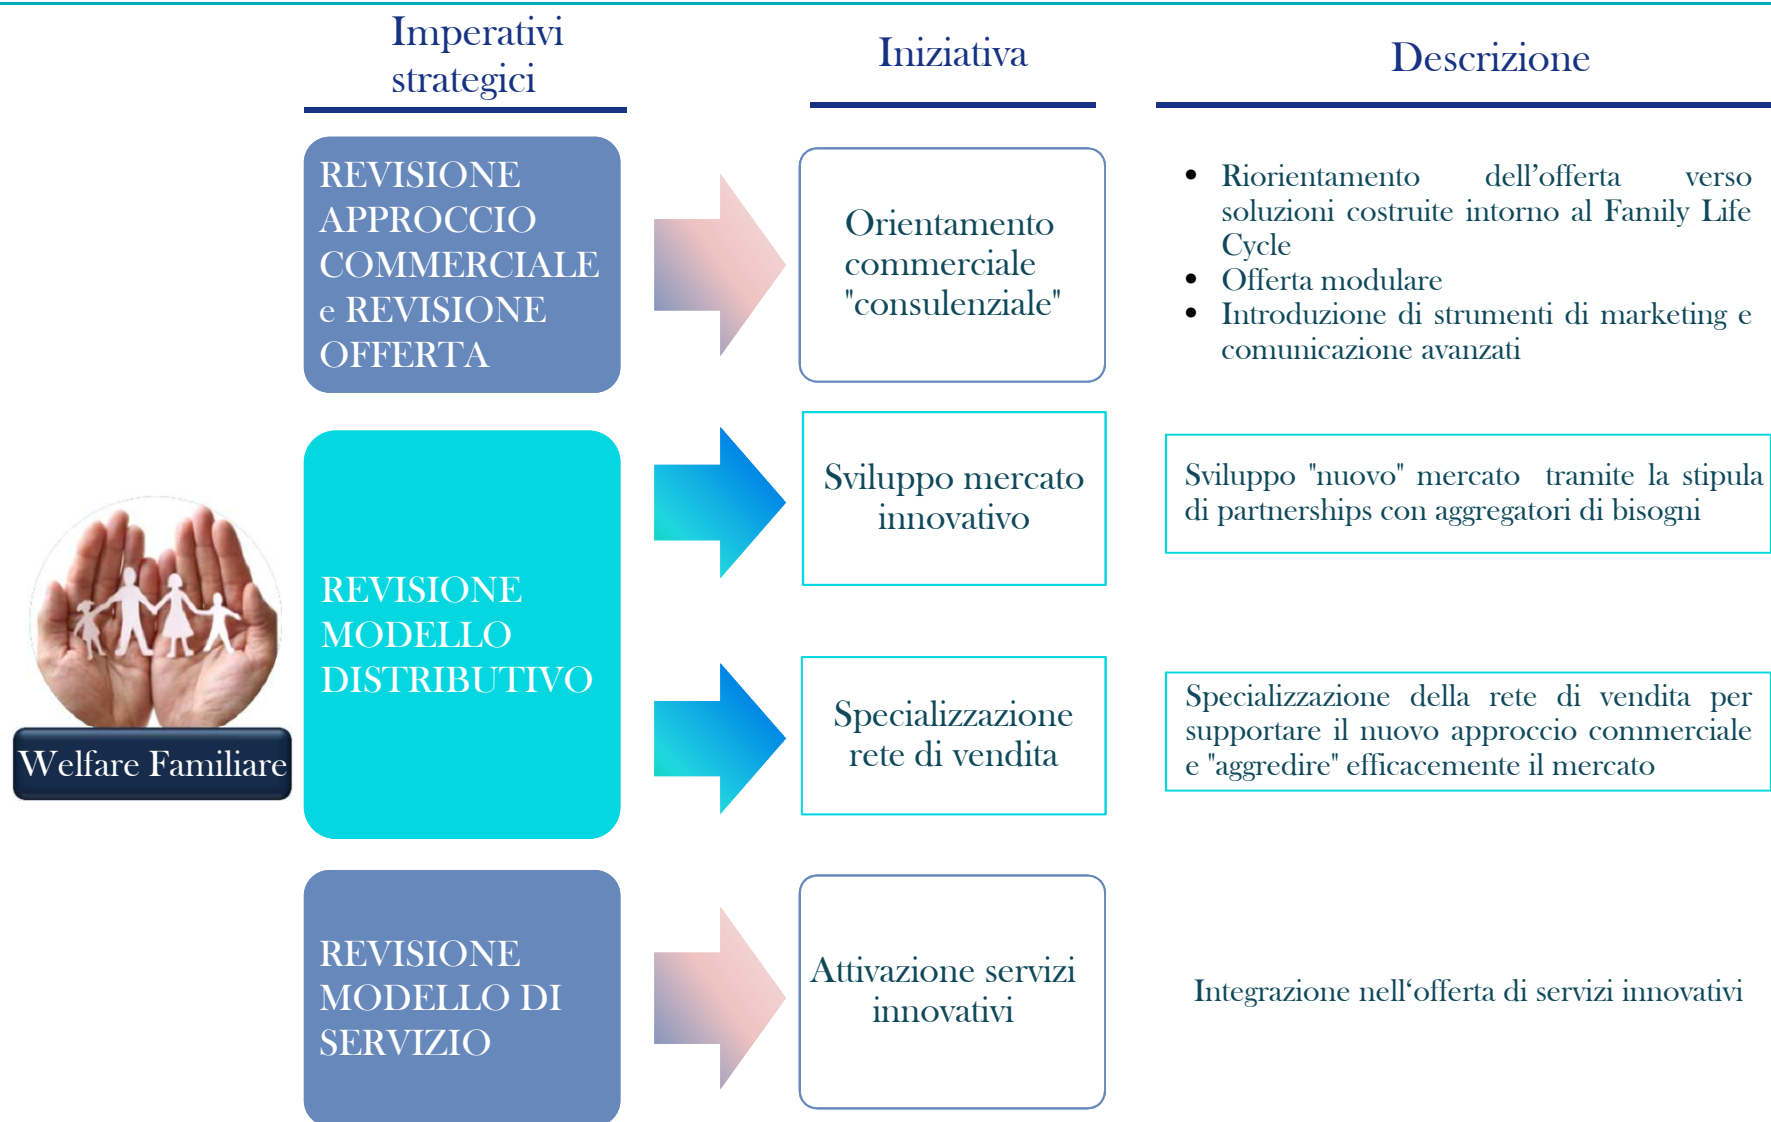 Imperativi
strategici
Iniziativa
Descrizione
REVISIONE
APPROCCIO
COMMERCIALE
e REVISIONE
OFFERTA
Orientamento
commerciale
"consulenziale"
• Riorientamento dell'offerta verso
soluzioni costruite intorno al Family Life
Cycle
• Offerta modulare
• Introduzione di strumenti di marketing e
comunicazione avanzati
REVISIONE
MODELLO
DISTRIBUTIVO
Sviluppo mercato
innovativo
Sviluppo "nuovo" mercato tramite la stipula
di partnerships con aggregatori di bisogni
Specializzazione
rete di vendita
Specializzazione della rete di vendita per
supportare il nuovo approccio commerciale
e "aggredire" efficacemente il mercato
Welfare Familiare
REVISIONE
MODELLO DI
SERVIZIO
Attivazione servizi
innovativi
Integrazione nell‘offerta di servizi innovativi